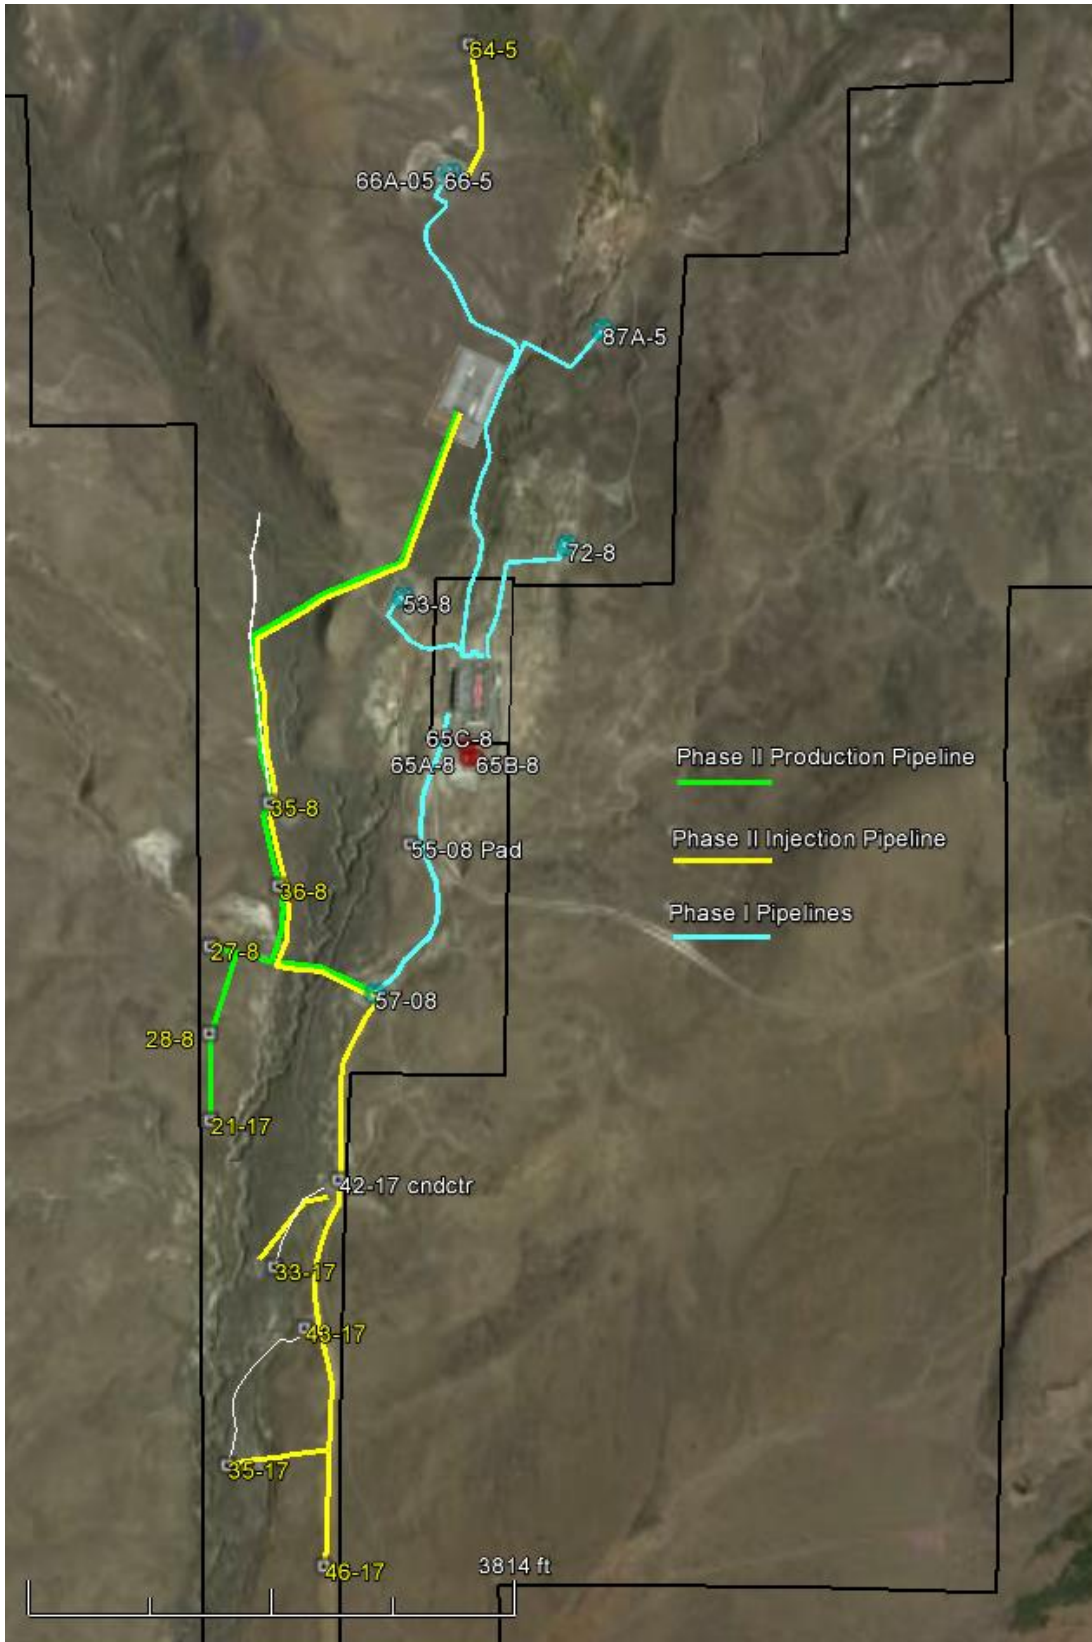 64-5
66A-05 66-5
87A-5
72-8
53-8
65C-8
65A-8 65B-8
Phase II Production Pipeline
35-8
Phase II Injection Pipeline
55-08 Pad
36-8
Phase I Pipelines
27-8
57-08
28-8
21-17
42-17 cndctr
33-17
43-17
35-17
3814 ft
46-17